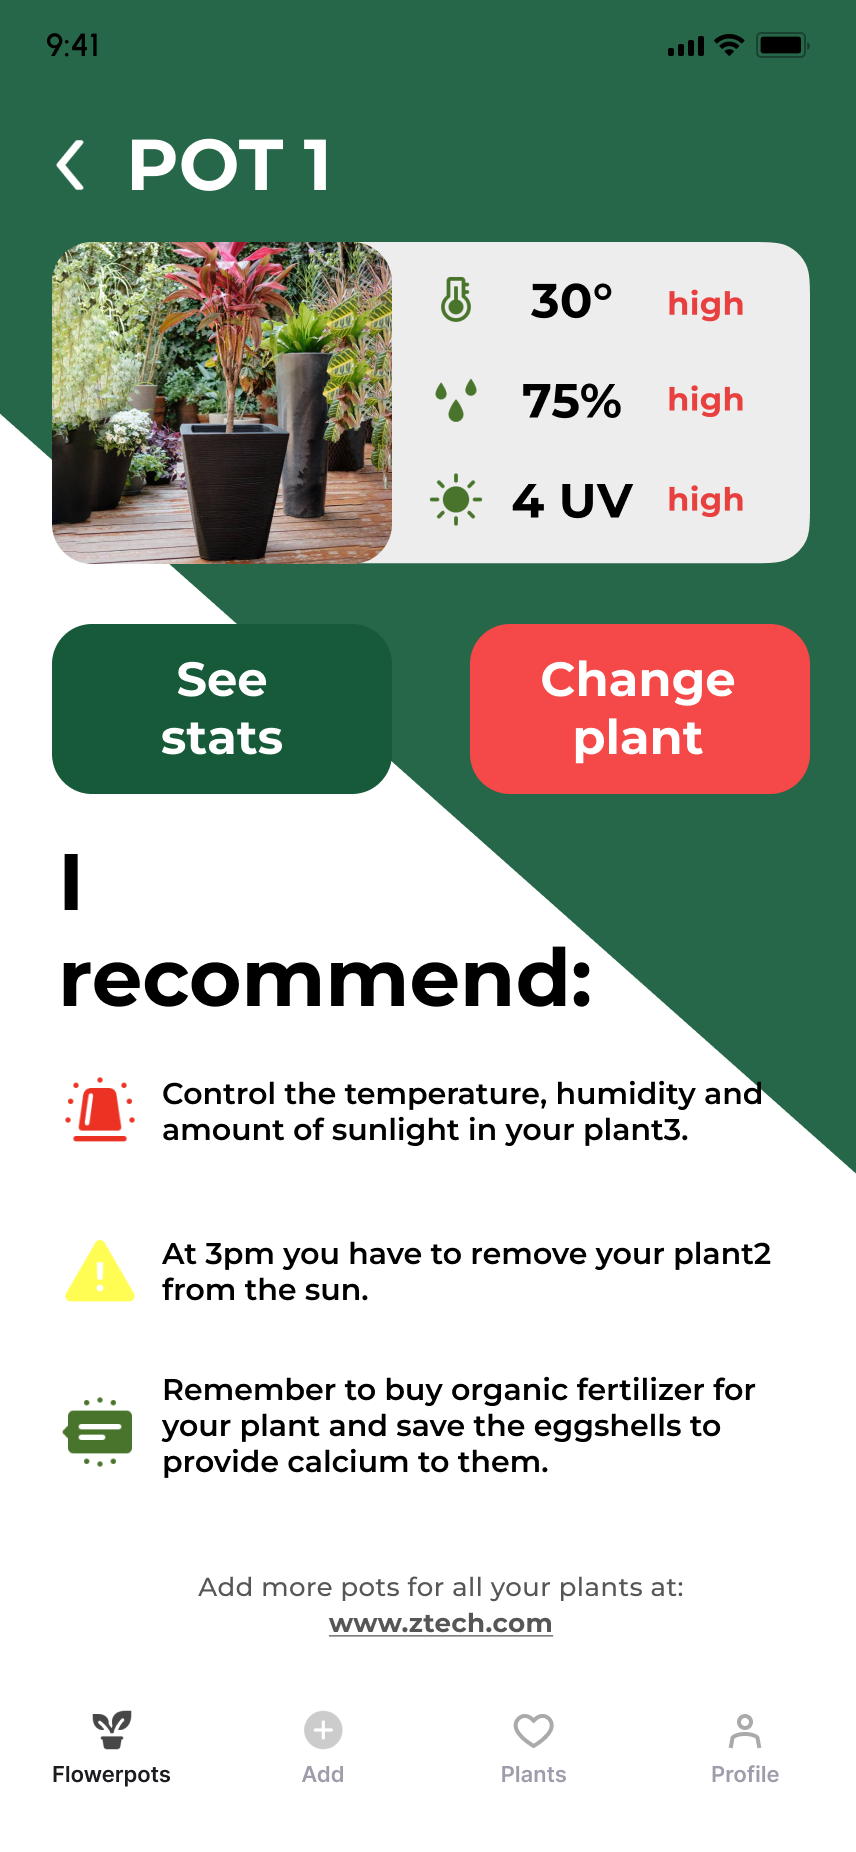 9:41
POT 1
30° high
75% high
4 UV high
See
stats
Change
plant
I
recommend:
Control the temperature, humidity and
amount of sunlight in your plant3.
At 3pm you have to remove your plant2
from the sun.
Remember to buy organic fertilizer for
your plant and save the eggshells to
provide calcium to them.
Add more pots for all your plants at:
www.ztech.com
Flowerpots Add Plants Profile